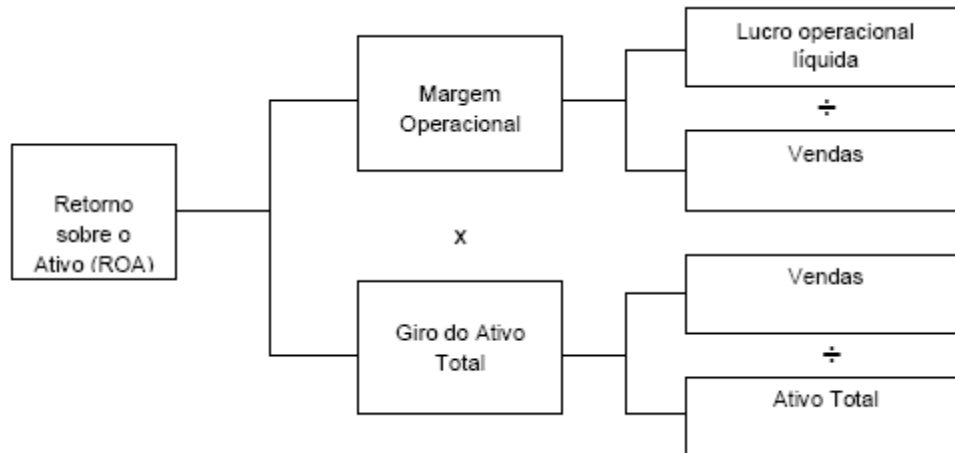 Lucro operacional
líquida
÷
Vendas
Margem
Operacional
Retorno
sobre o
Ativo (ROA)
x
Vendas
÷
Ativo Total
Giro do Ativo
Total